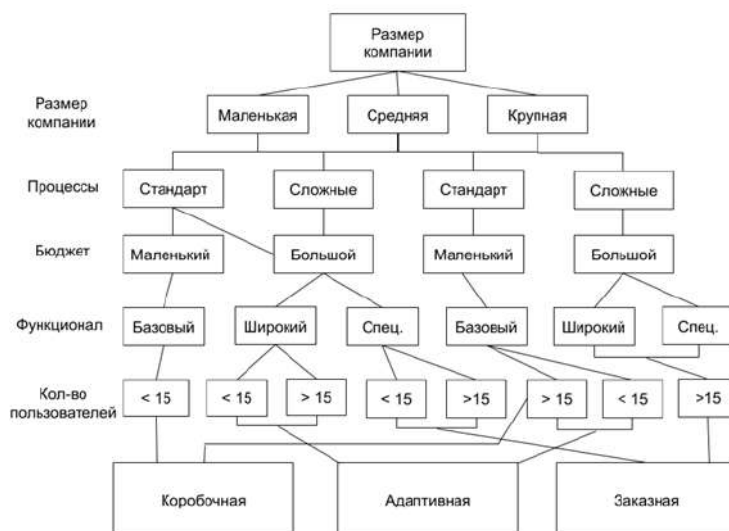 Размер
компании
Размер
компании
Маленькая
Средняя
Крупная
Процессы
Стандарт
Сложные
Стандарт
Сложные
Бюджет
Маленький
Большой
Маленький
Большой
Функционал
Базовый
Широкий
Спец.
Базовый
Широкий
Спец.
Кол-во
пользователей
< 15
< 15
> 15
< 15
>15
> 15
< 15
>15
Коробочная
Адаптивная
Заказная